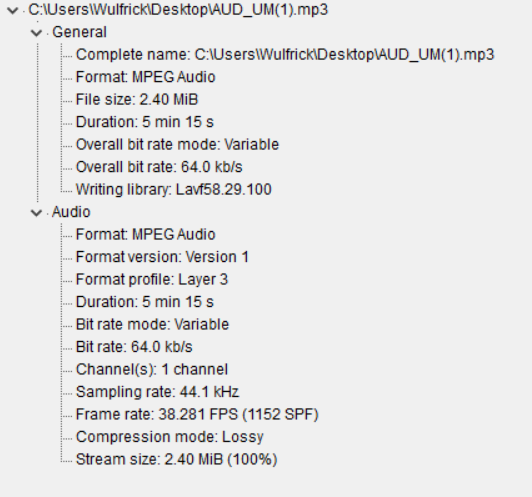 C:\Users\Wulfrick\Desktop\AUD_UM(1).mp3
General
Complete name: C:\Users\Wulfrick\Desktop\AUD_UM(1).mp3
Format: MPEG Audio
File size: 2.40 MiB
Duration: 5 min 15 s
Overall bit rate mode: Variable
Overall bit rate: 64.0 kb/s
Writing library: Lavf58.29.100
Audio
Format: MPEG Audio
Format version: Version 1
Format profile: Layer 3
Duration: 5 min 15 s
Bit rate mode: Variable
Bit rate: 64.0 kb/s
Channel(s): 1 channel
Sampling rate: 44.1 kHz
Frame rate: 38.281 FPS (1152 SPF)
Compression mode: Lossy
Stream size: 2.40 MiB (100%)